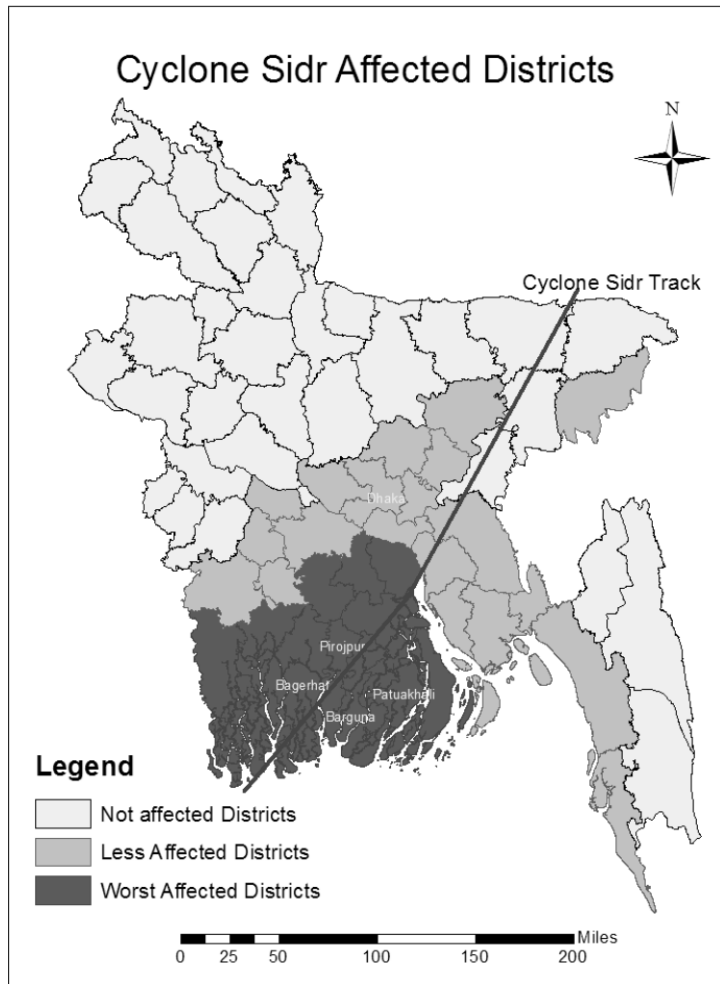 Cyclone Sidr Affected Districts
N
Cyclone Sidr Track
Dhaka
Pirojpur
Bagerhat
Patuakhali
Barguna
Legend
Not affected Districts
Less Affected Districts
Worst Affected Districts
Miles
0 25 50 100 150 200